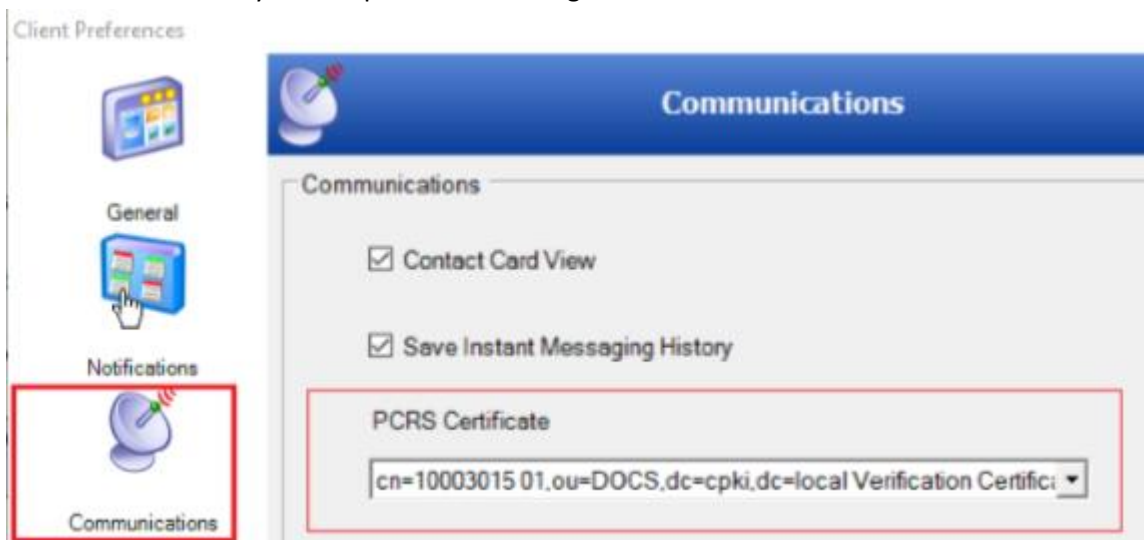 Client Preferences
Communications
Communications
General
Contact Card View
Save Instant Messaging History
Notifications
PCRS Certificate
cn=10003015 01,ou=DOCS,dc=cpki,dc=local Verification
Communications